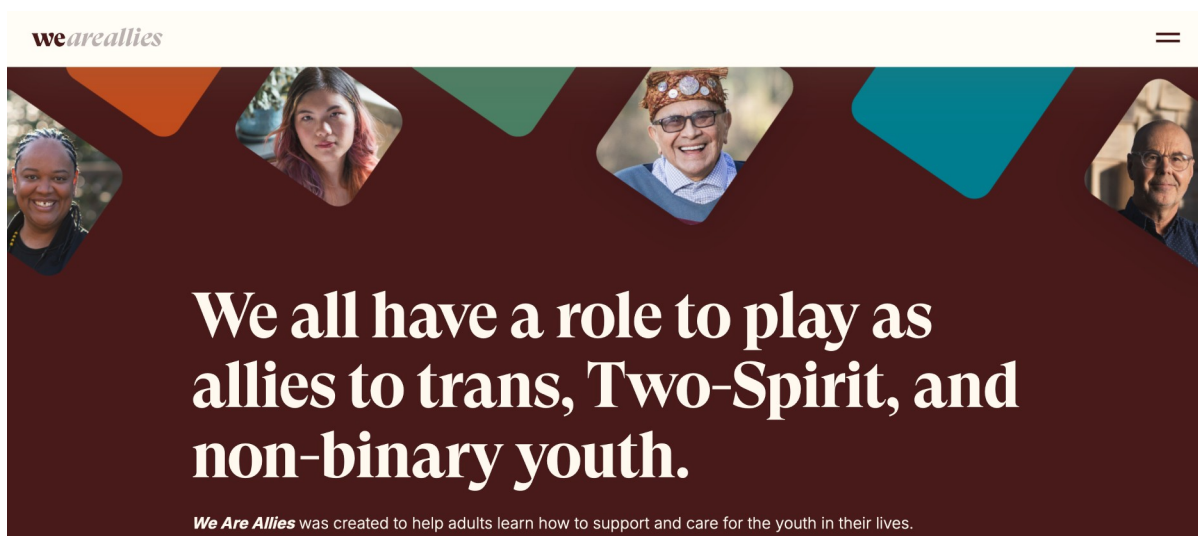 weareallies
We all have a role to play as
allies to trans, Two-Spirit, and
non-binary youth.
We Are Allies was created to help adults learn how to support and care for the youth in their lives.